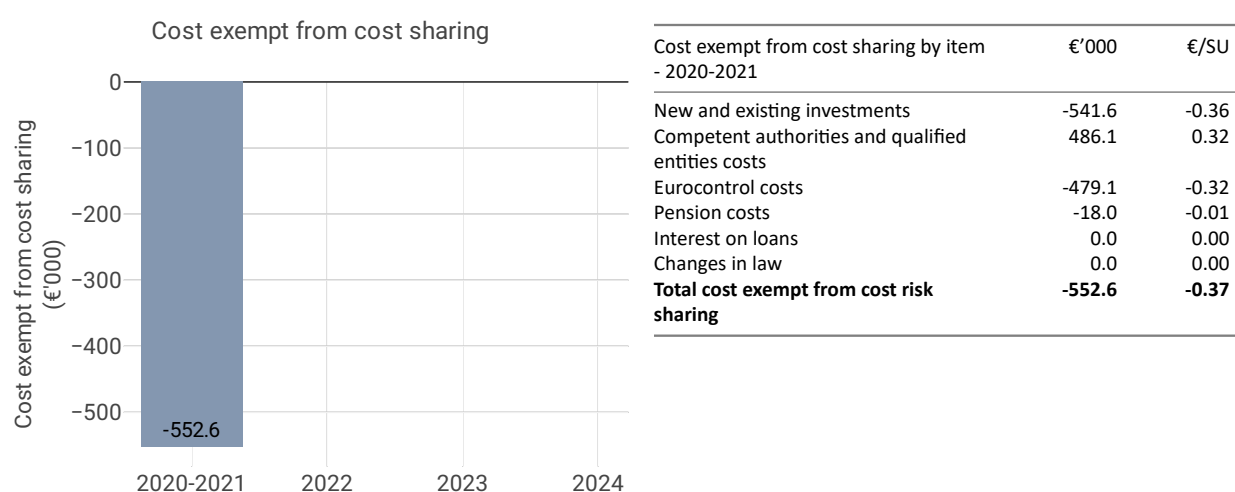 Cost exempt from cost sharing
Cost exempt from cost sharing
(€'000)
0
−100
−200
−300
−400
−500
-552.6
2020-2021 2022 2023 2024
Cost exempt from cost sharing by item €’000 €/SU
- 2020-2021
New and existing investments -541.6 -0.36
Competent authorities and qualified 486.1 0.32
entities costs
Eurocontrol costs -479.1 -0.32
Pension costs -18.0 -0.01
Interest on loans 0.0 0.00
Changes in law 0.0 0.00
Total cost exempt from cost risk -552.6 -0.37
sharing